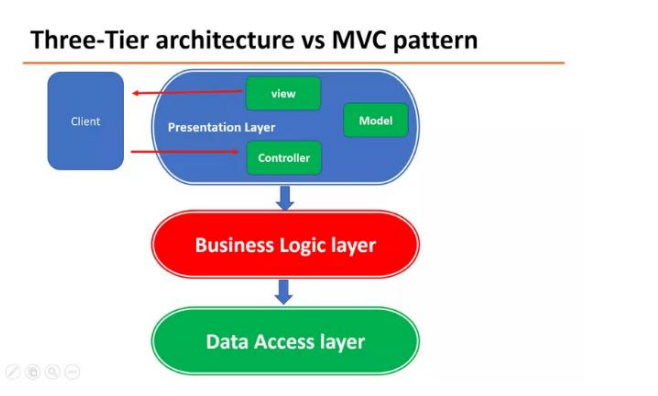 Three-Tier architecture vs MVC pattern
Client
view
Presentation Layer
Model
Controller
Business Logic layer
Data Access layer